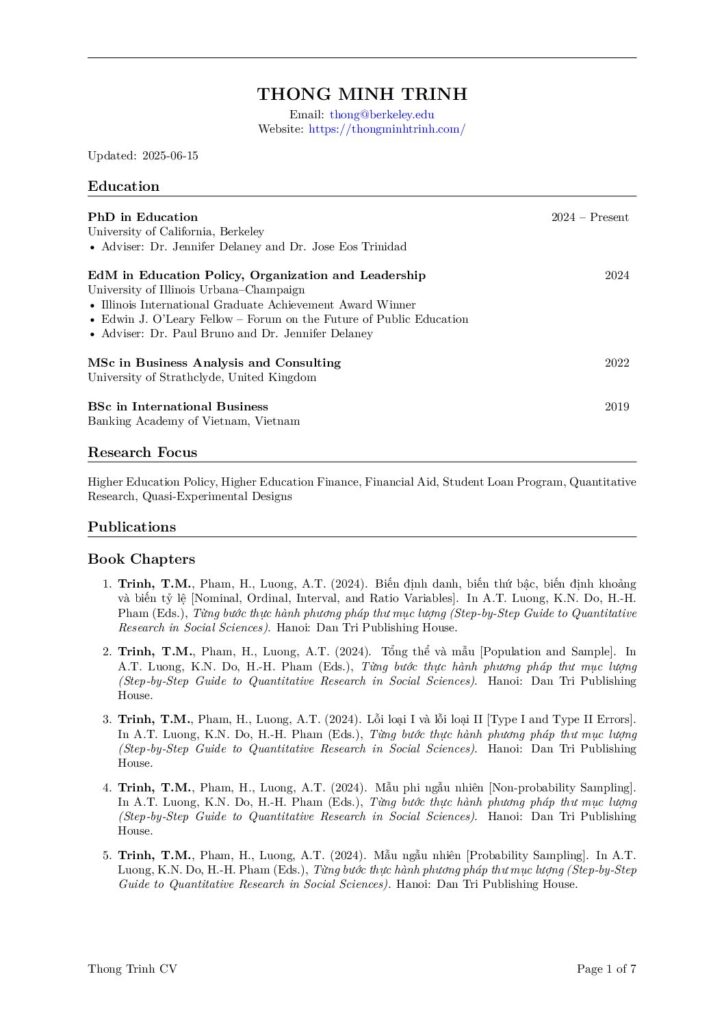 THONG MINH TRINH
Email: thong@berkeley.edu
Website: https://thongminhtrinh.com/
Updated: 2025-06-15
Education
PhD in Education 2024 – Present
University of California, Berkeley
• Adviser: Dr. Jennifer Delaney and Dr. Jose Eos Trinidad
EdM in Education Policy, Organization and Leadership 2024
University of Illinois Urbana–Champaign
• Illinois International Graduate Achievement Award Winner
• Edwin J. O'Leary Fellow – Forum on the Future of Public Education
• Adviser: Dr. Paul Bruno and Dr. Jennifer Delaney
MSc in Business Analysis and Consulting 2022
University of Strathclyde, United Kingdom
BSc in International Business 2019
Banking Academy of Vietnam, Vietnam
Research Focus
Higher Education Policy, Higher Education Finance, Financial Aid, Student Loan Program, Quantitative
Research, Quasi-Experimental Designs
Publications
Book Chapters
1. Trinh, T.M., Pham, H., Luong, A.T. (2024). Biến định danh, biến thứ bậc, biến định khoảng
và biến tỷ lệ [Nominal, Ordinal, Interval, and Ratio Variables]. In A.T. Luong, K.N. Do, H.-H.
Pham (Eds.), Từng bước thực hành phương pháp thư mục lượng (Step-by-Step Guide to Quantitative
Research in Social Sciences). Hanoi: Dan Tri Publishing House.
2. Trinh, T.M., Pham, H., Luong, A.T. (2024). Tổng thể và mẫu [Population and Sample]. In
A.T. Luong, K.N. Do, H.-H. Pham (Eds.), Từng bước thực hành phương pháp thư mục lượng
(Step-by-Step Guide to Quantitative Research in Social Sciences). Hanoi: Dan Tri Publishing
House.
3. Trinh, T.M., Pham, H., Luong, A.T. (2024). Lỗi loại I và lỗi loại II [Type I and Type II Errors].
In A.T. Luong, K.N. Do, H.-H. Pham (Eds.), Từng bước thực hành phương pháp thư mục lượng
(Step-by-Step Guide to Quantitative Research in Social Sciences). Hanoi: Dan Tri Publishing
House.
4. Trinh, T.M., Pham, H., Luong, A.T. (2024). Mẫu phi ngẫu nhiên [Non-probability Sampling].
In A.T. Luong, K.N. Do, H.-H. Pham (Eds.), Từng bước thực hành phương pháp thư mục lượng
(Step-by-Step Guide to Quantitative Research in Social Sciences). Hanoi: Dan Tri Publishing
House.
5. Trinh, T.M., Pham, H., Luong, A.T. (2024). Mẫu ngẫu nhiên [Probability Sampling]. In A.T.
Luong, K.N. Do, H.-H. Pham (Eds.), Từng bước thực hành phương pháp thư mục lượng (Step-by-Step
Guide to Quantitative Research in Social Sciences). Hanoi: Dan Tri Publishing House.
Thong Trinh CV Page 1 of 7